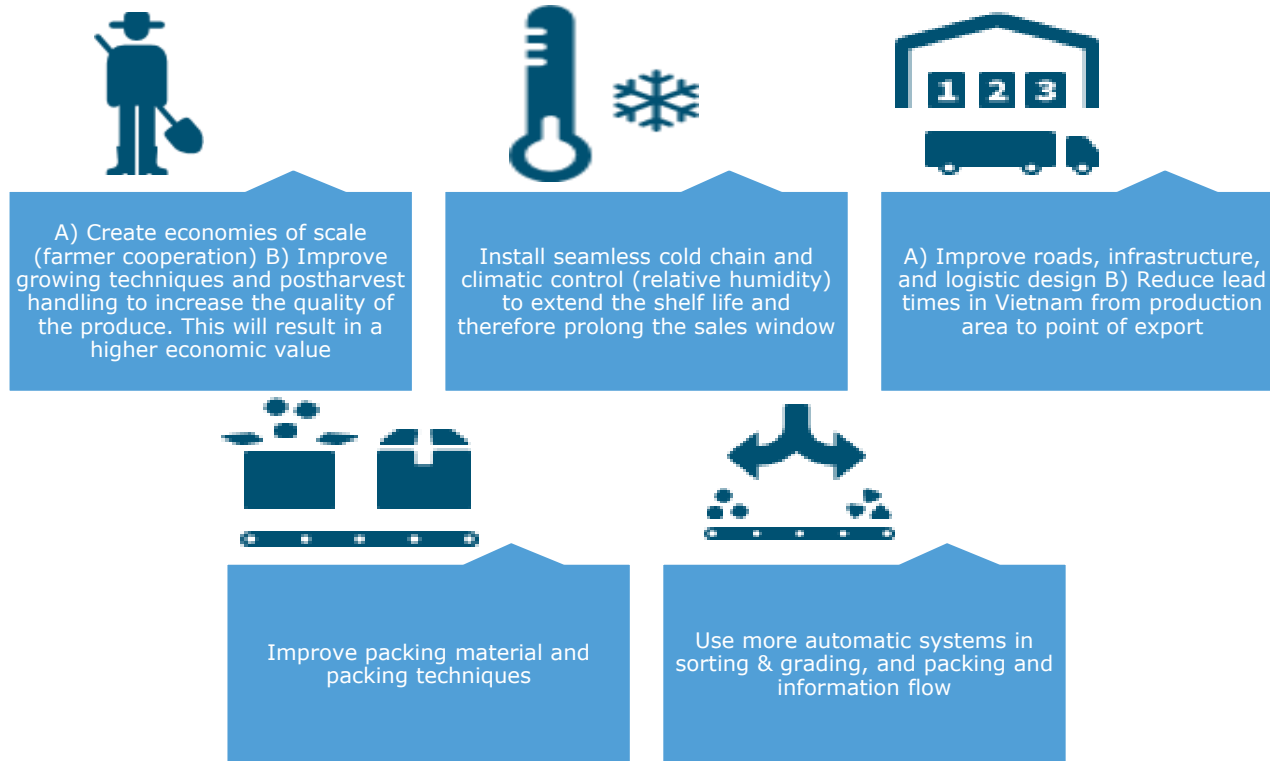 1 2 3
A) Create economies of scale
(farmer cooperation) B) Improve
growing techniques and postharvest
handling to increase the quality of
the produce. This will result in a
higher economic value
Install seamless cold chain and
climatic control (relative humidity)
to extend the shelf life and
therefore prolong the sales window
A) Improve roads, infrastructure,
and logistic design B) Reduce lead
times in Vietnam from production
area to point of export
Improve packing material and
packing techniques
Use more automatic systems in
sorting & grading, and packing and
information flow